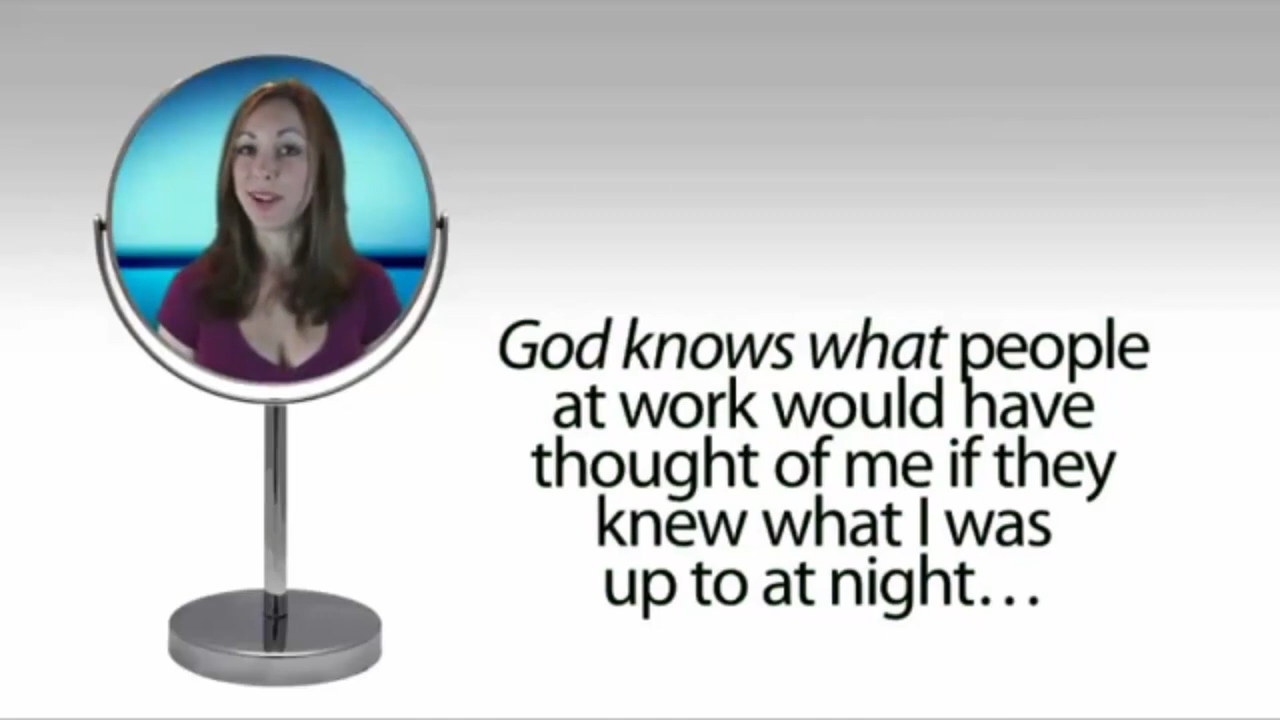 God knows what people
at work would have
thought of me if they
knew what I was
up to at night…